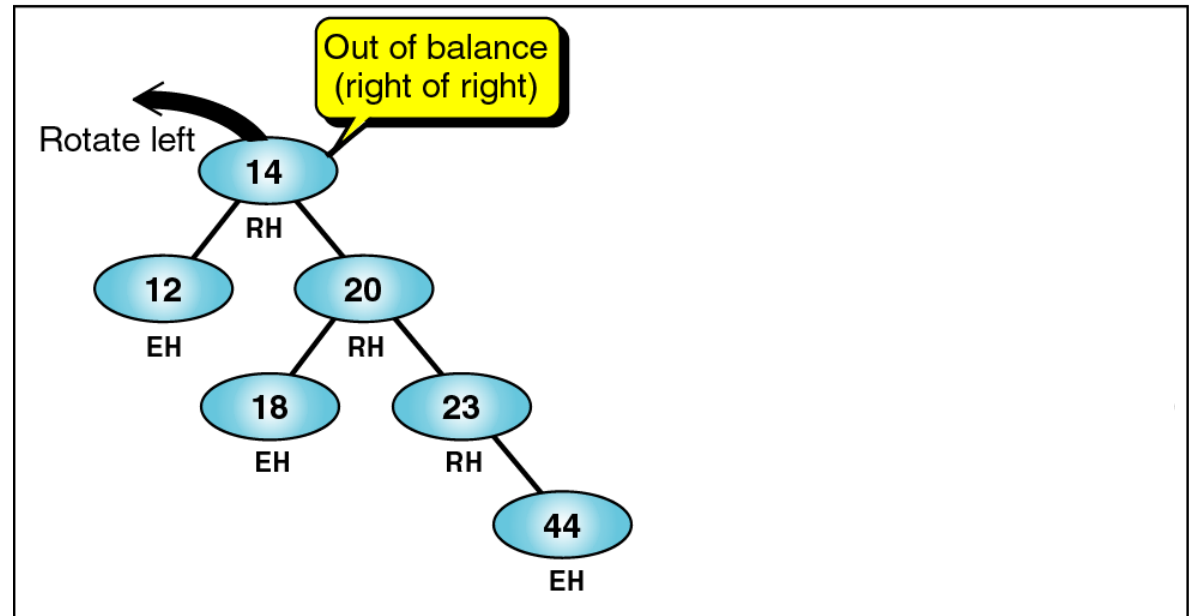 Out of balance
(right of right)
Rotate left
14
RH
12
20
EH
RH
18
23
EH
RH
44
EH